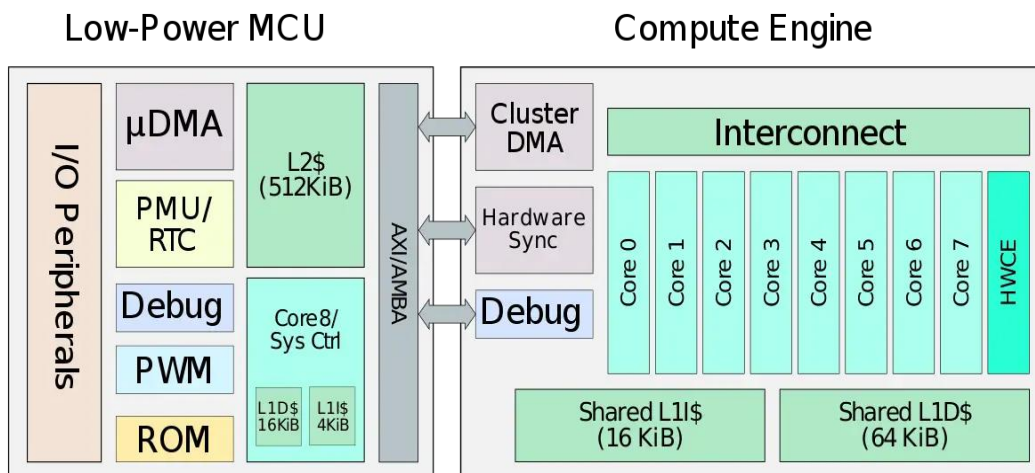 Low-Power MCU
Compute Engine
I/O Peripherals
µDMA
PMU/
RTC
Debug
PWM
ROM
L2$
(512KiB)
Core8/
Sys Ctrl
L1D$
16KiB
L1I$
4KiB
AXI/AMBA
Cluster
DMA
Hardware
Sync
Debug
Interconnect
Core 0
Core 1
Core 2
Core 3
Core 4
Core 5
Core 6
Core 7
HWCE
Shared L1I$
(16 KiB)
Shared L1D$
(64 KiB)